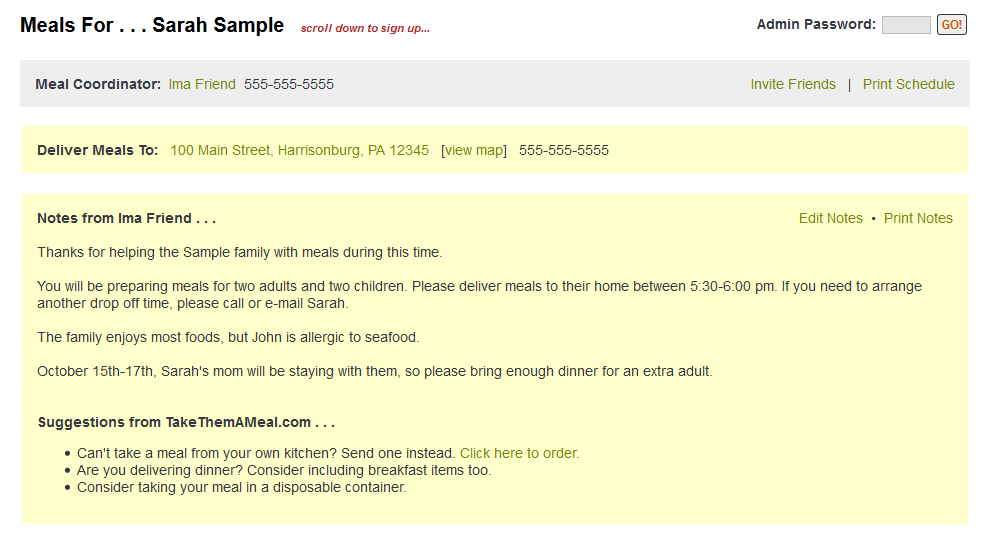 Meals For . . . Sarah Sample scroll down to sign up... Admin Password: GO!
Meal Coordinator: Ima Friend 555-555-5555 Invite Friends | Print Schedule
Deliver Meals To: 100 Main Street, Harrisonburg, PA 12345 [view map] 555-555-5555
Notes from Ima Friend . . . Edit Notes • Print Notes
Thanks for helping the Sample family with meals during this time.
You will be preparing meals for two adults and two children. Please deliver meals to their home between 5:30-6:00 pm. If you need to arrange
another drop off time, please call or e-mail Sarah.
The family enjoys most foods, but John is allergic to seafood.
October 15th-17th, Sarah's mom will be staying with them, so please bring enough dinner for an extra adult.
Suggestions from TakeThemAMeal.com . . .
• Can't take a meal from your own kitchen? Send one instead. Click here to order.
• Are you delivering dinner? Consider including breakfast items too.
• Consider taking your meal in a disposable container.